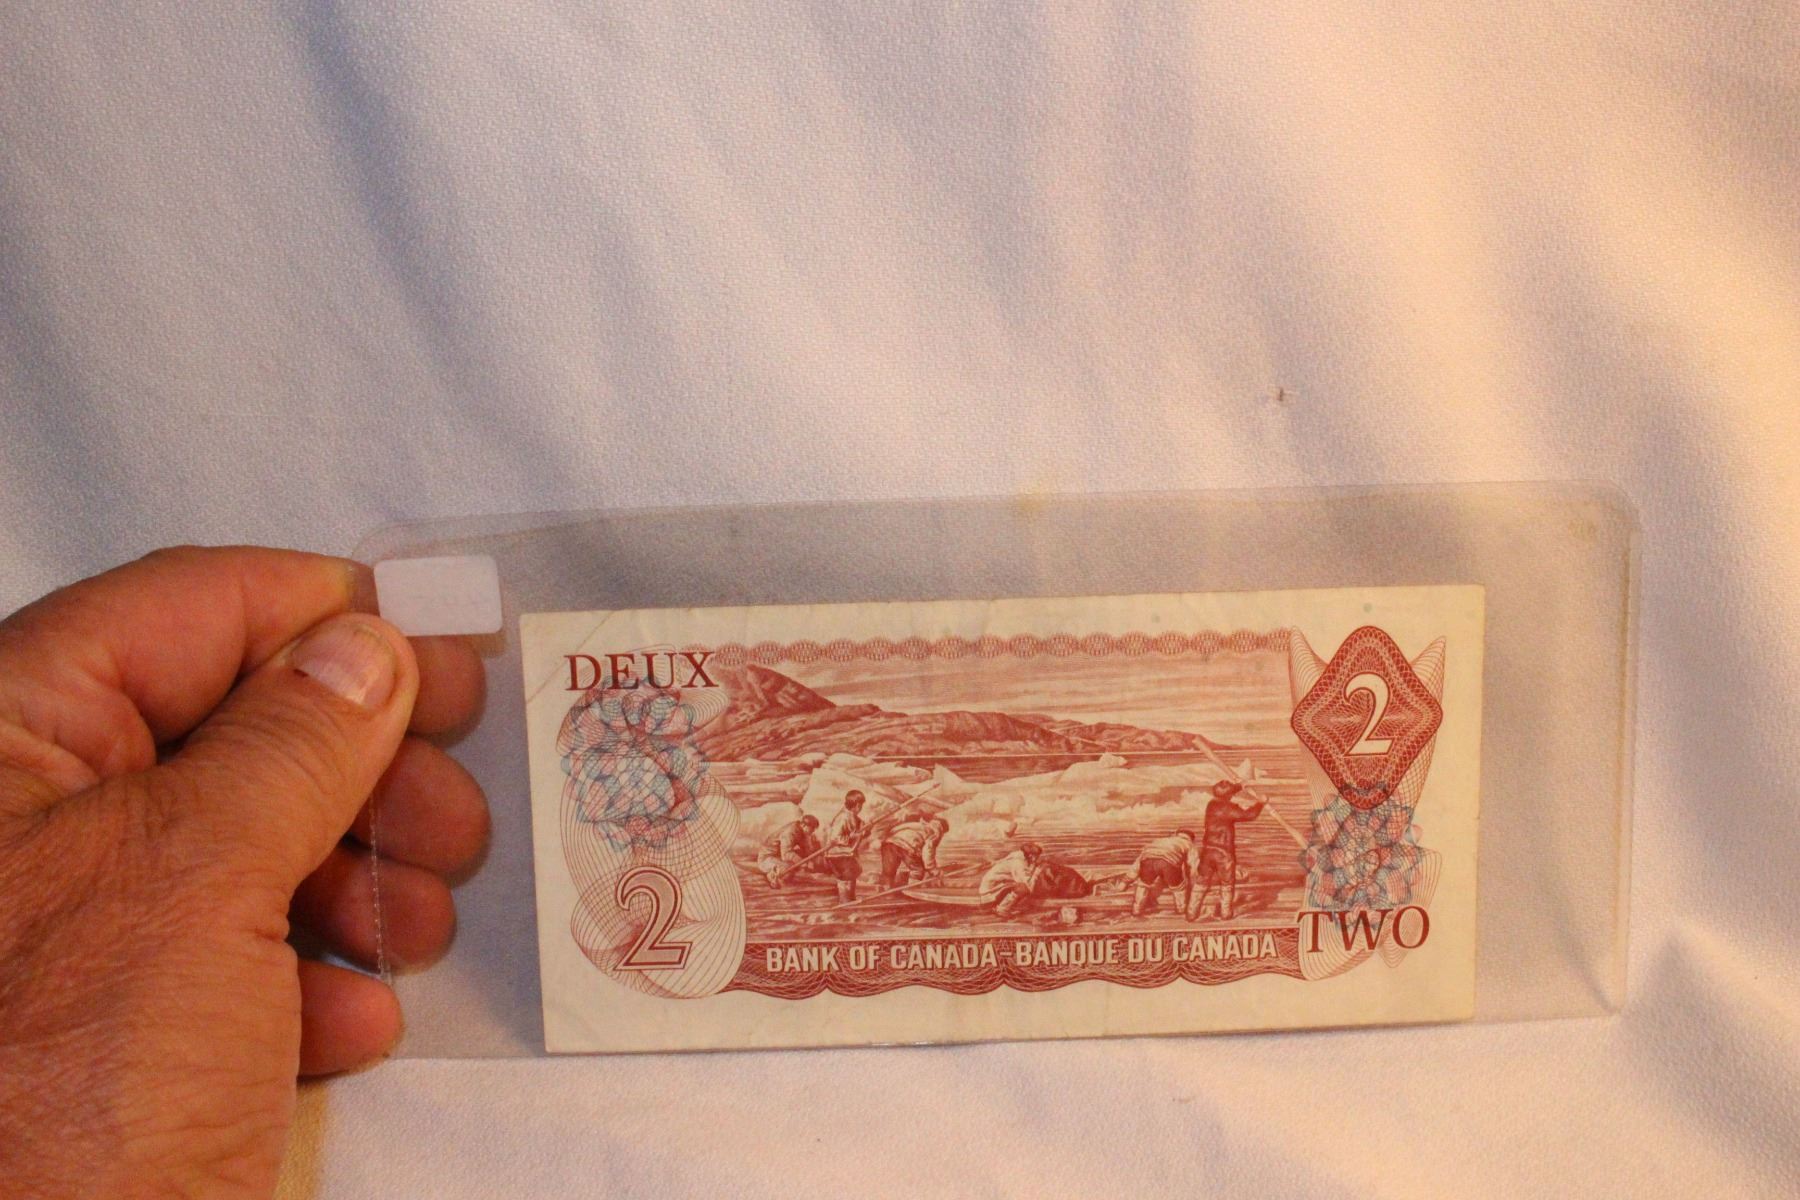 DEUX
2
2
BANK OF CANADA-BANQUE DU CANADA
TWO